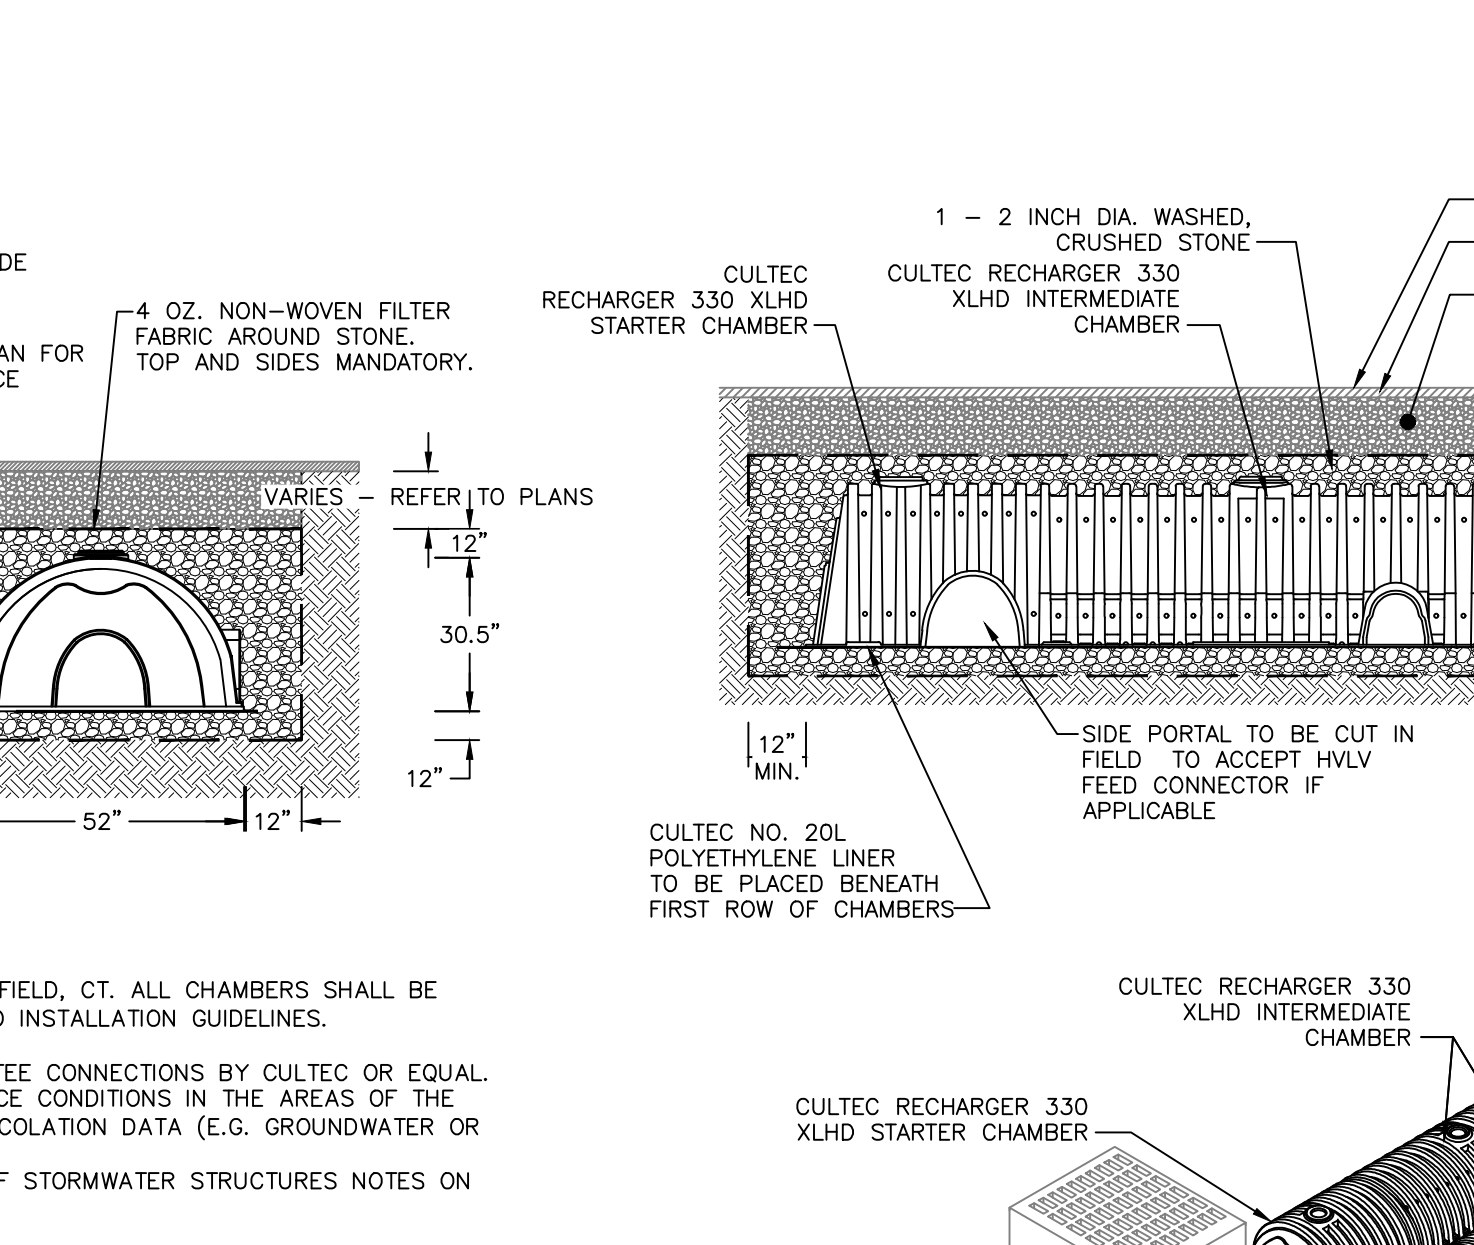 DE
AN FOR
CE
4 OZ. NON-WOVEN FILTER
FABRIC AROUND STONE.
TOP AND SIDES MANDATORY.
VARIES - REFER TO PLANS
12"
30.5"
12"
52"
12"
1 - 2 INCH DIA. WASHED,
CRUSHED STONE
CULTEC
RECHARGER 330 XLHD
STARTER CHAMBER
CULTEC RECHARGER 330
XLHD INTERMEDIATE
CHAMBER
12"
MIN.
SIDE PORTAL TO BE CUT IN
FIELD TO ACCEPT HVLV
FEED CONNECTOR IF
APPLICABLE
CULTEC NO. 20L
POLYETHYLENE LINER
TO BE PLACED BENEATH
FIRST ROW OF CHAMBERS
FIELD, CT. ALL CHAMBERS SHALL BE
INSTALLATION GUIDELINES.
TEE CONNECTIONS BY CULTEC OR EQUAL.
CE CONDITIONS IN THE AREAS OF THE
COLATION DATA (E.G. GROUNDWATER OR
F STORMWATER STRUCTURES NOTES ON
CULTEC RECHARGER 330
XLHD INTERMEDIATE
CHAMBER
CULTEC RECHARGER 330
XLHD STARTER CHAMBER